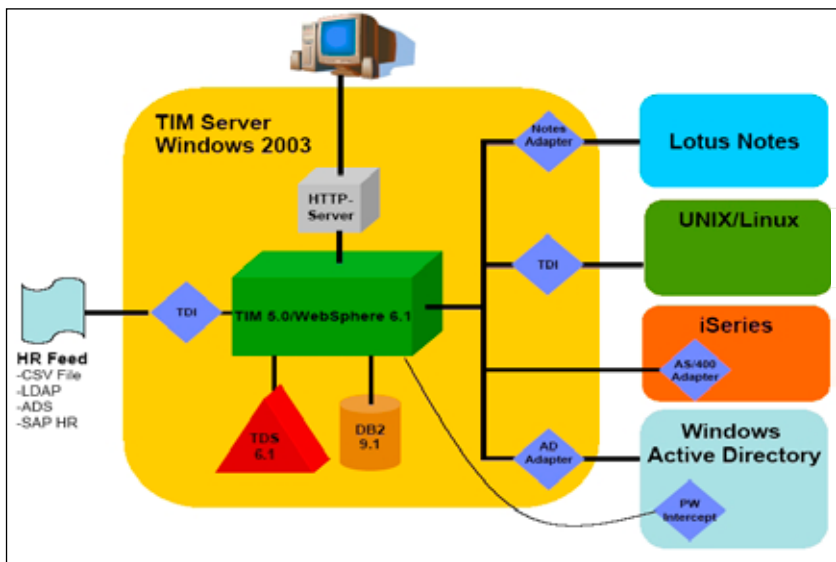 TIM Server
Windows 2003
HTTP-
Server
Notes
Adapter
Lotus Notes
UNIX/Linux
TDI
TDI
TIM 5.0/WebSphere 6.1
iSeries
AS/400
Adapter
HR Feed
-CSV File
-LDAP
-ADS
-SAP HR
TDS
6.1
DB2
9.1
AD
Adapter
Windows
Active Directory
PW
Intercept